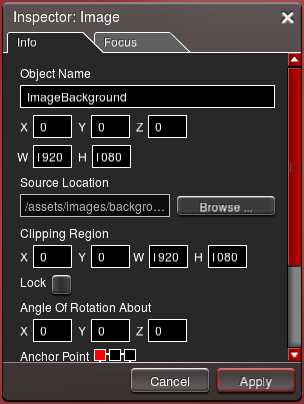 Inspector: Image
Info Focus
Object Name
ImageBackground
X 0 Y 0 Z 0
W 1920 H 1080
Source Location
/assets/images/backgro... Browse ...
Clipping Region
X 0 Y 0 W 1920 H 1080
Lock
Angle Of Rotation About
X 0 Y 0 Z 0
Anchor Point
Cancel Apply